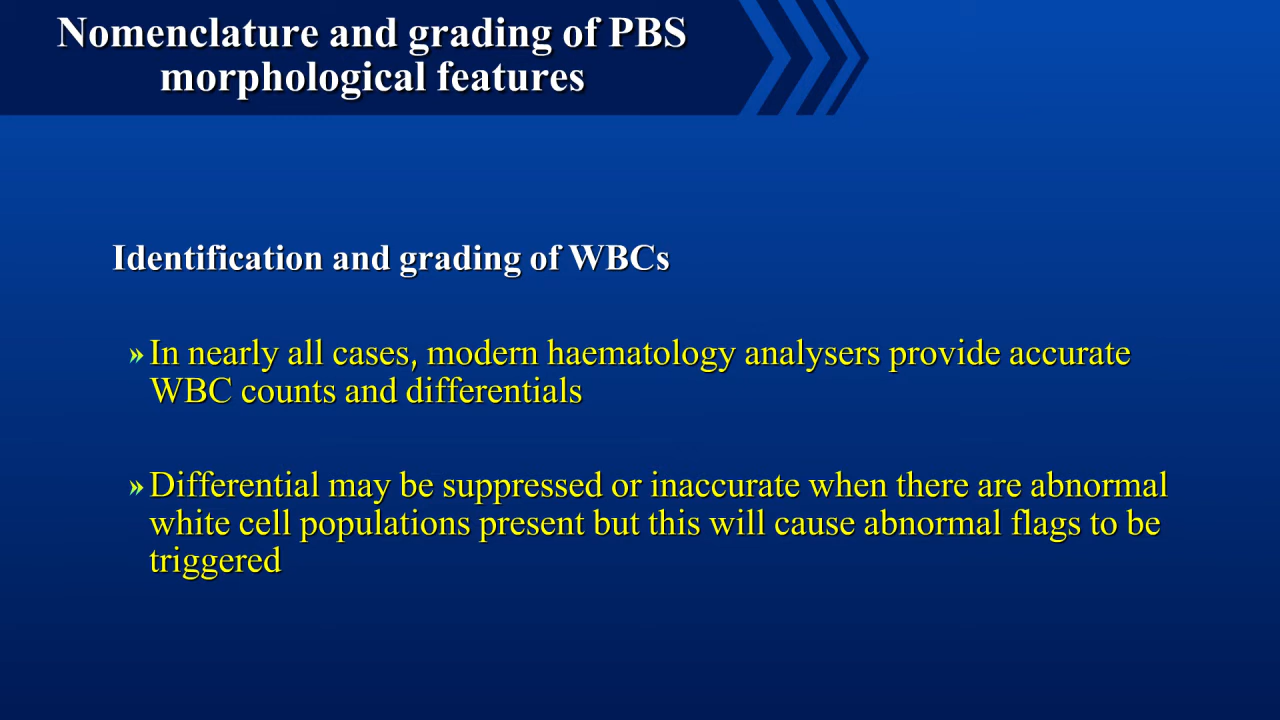 Nomenclature and grading of PBS
morphological features
Identification and grading of WBCs
» In nearly all cases, modern haematology analysers provide accurate
WBC counts and differentials
» Differential may be suppressed or inaccurate when there are abnormal
white cell populations present but this will cause abnormal flags to be
triggered